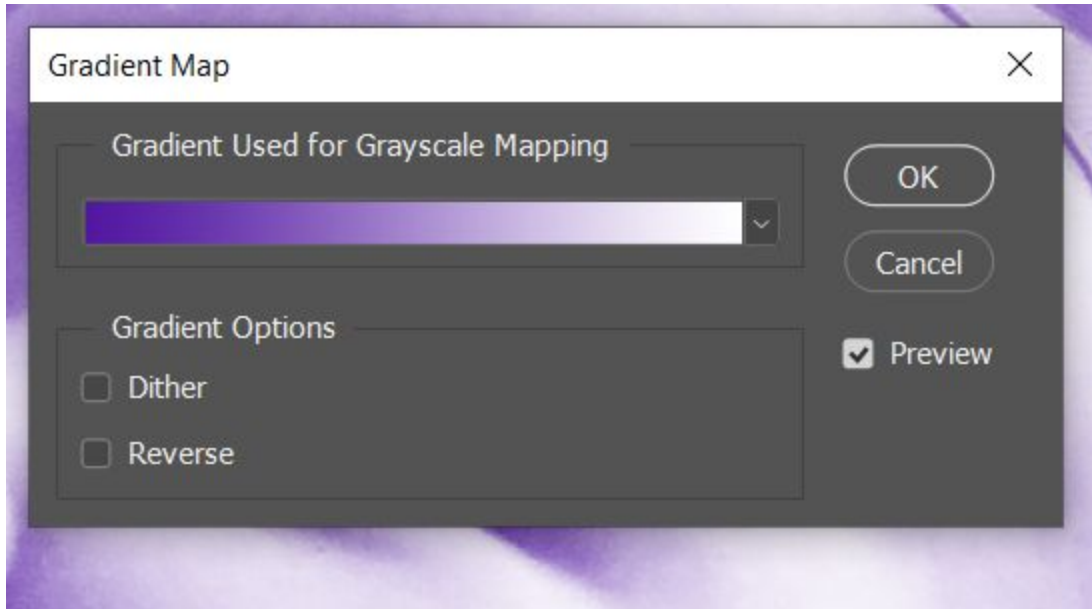 Gradient Map
Gradient Used for Grayscale Mapping
OK
Cancel
Gradient Options
Preview
Dither
Reverse